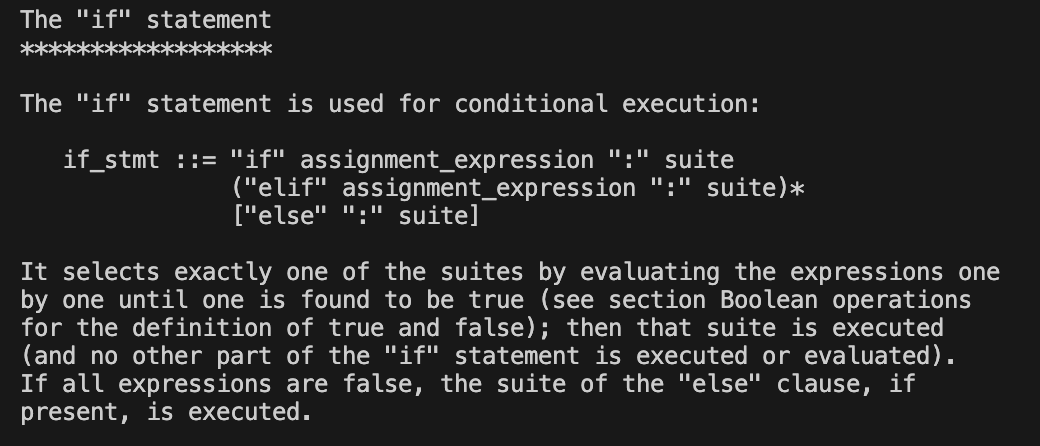 The "if" statement
******************
The "if" statement is used for conditional execution:
if_stmt ::= "if" assignment_expression ":" suite
("elif" assignment_expression ":" suite)*
["else" ":" suite]
It selects exactly one of the suites by evaluating the expressions one
by one until one is found to be true (see section Boolean operations
for the definition of true and false); then that suite is executed
(and no other part of the "if" statement is executed or evaluated).
If all expressions are false, the suite of the "else" clause, if
present, is executed.